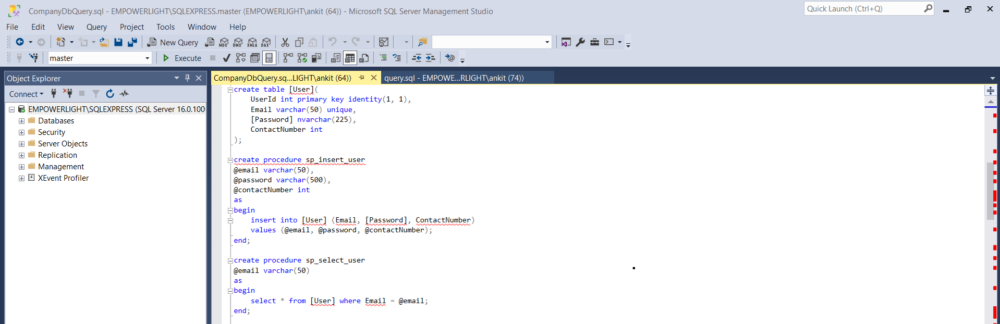 CompanyDbQuery.sql - EMPOWERLIGHT\SQLEXPRESS.master (EMPOWERLIGHT\ankit (64)) - Microsoft SQL Server Management Studio
Quick Launch (Ctrl+Q)
File Edit View Query Project Tools Window Help
New Query MDX DMX XMLA DAX
master Execute
Object Explorer
CompanyDbQuery.sq...LIGHT\ankit (64)) query.sql - EMPOWE...RLIGHT\ankit (74))
Connect
EMPOWERLIGHT\SQLEXPRESS (SQL Server 16.0.100
Databases
Security
Server Objects
Replication
Management
XEvent Profiler
create table [User](
UserId int primary key identity(1, 1),
Email varchar(50) unique,
[Password] nvarchar(225),
ContactNumber int
);
create procedure sp_insert_user
@email varchar(50),
@password varchar(500),
@contactNumber int
as
begin
insert into [User] (Email, [Password], ContactNumber)
values (@email, @password, @contactNumber);
end;
create procedure sp_select_user
@email varchar(50)
as
begin
select * from [User] where Email = @email;
end;